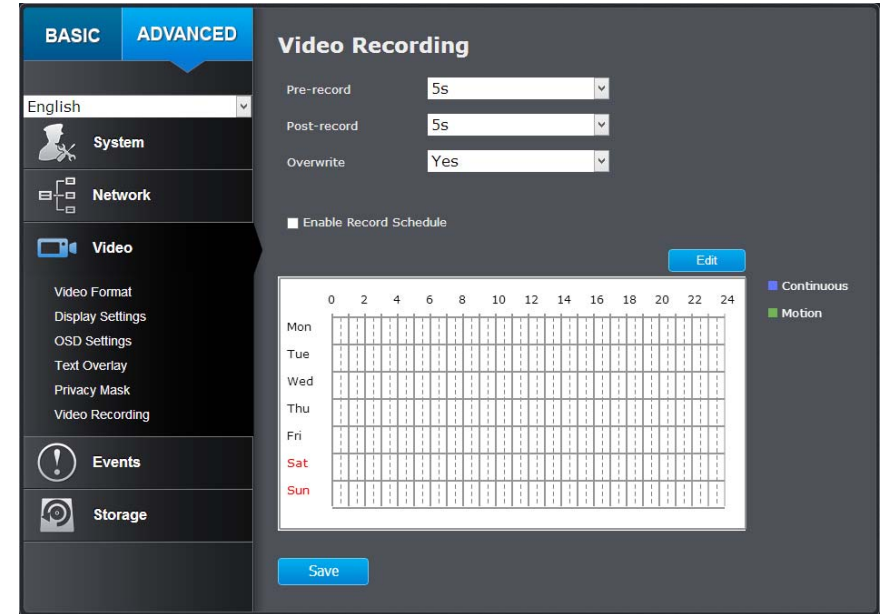 BASIC ADVANCED
English
System
Network
Video
Video Format
Display Settings
OSD Settings
Text Overlay
Privacy Mask
Video Recording
Events
Storage
Video Recording
Pre-record 5s
Post-record 5s
Overwrite Yes
Enable Record Schedule
Edit
0 2 4 6 8 10 12 14 16 18 20 22 24
Mon
Tue
Wed
Thu
Fri
Sat
Sun
Continuous
Motion
Save